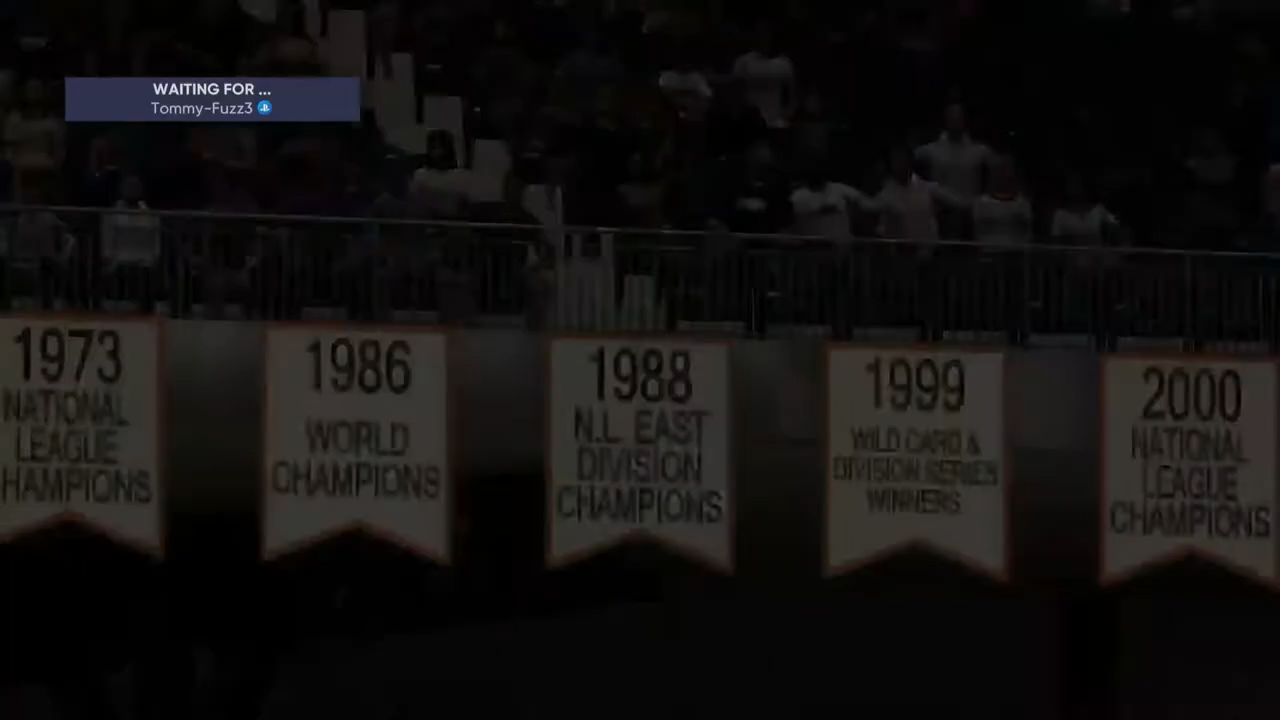 WAITING FOR ...
Tommy-Fuzz3
1973
NATIONAL
LEAGUE
HAMPIONS
1986
WORLD
CHAMPIONS
1988
N.L. EAST
DIVISION
CHAMPIONS
1999
WILD CARD &
DIVISION SERIES
WINNERS
2000
NATIONAL
LEAGUE
CHAMPIONS